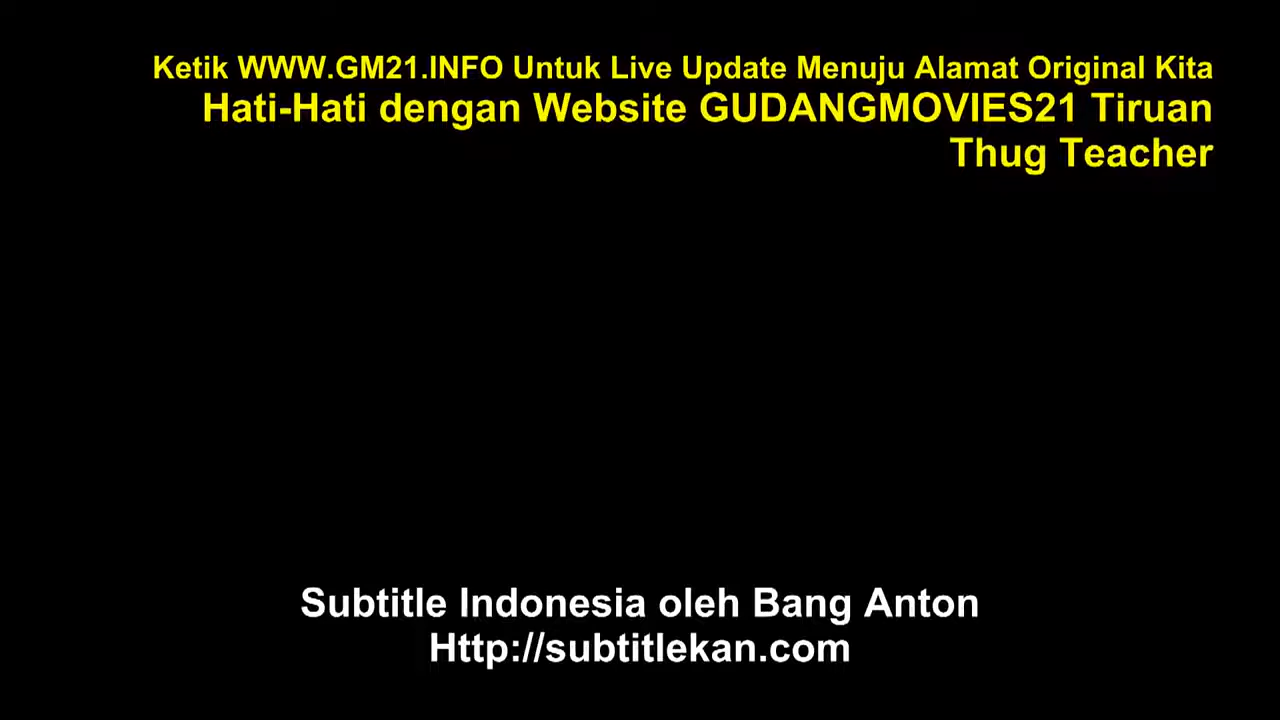 Ketik WWW.GM21.INFO Untuk Live Update Menuju Alamat Original Kita
Hati-Hati dengan Website GUDANGMOVIES21 Tiruan
Thug Teacher
Subtitle Indonesia oleh Bang Anton
Http://subtitlekan.com